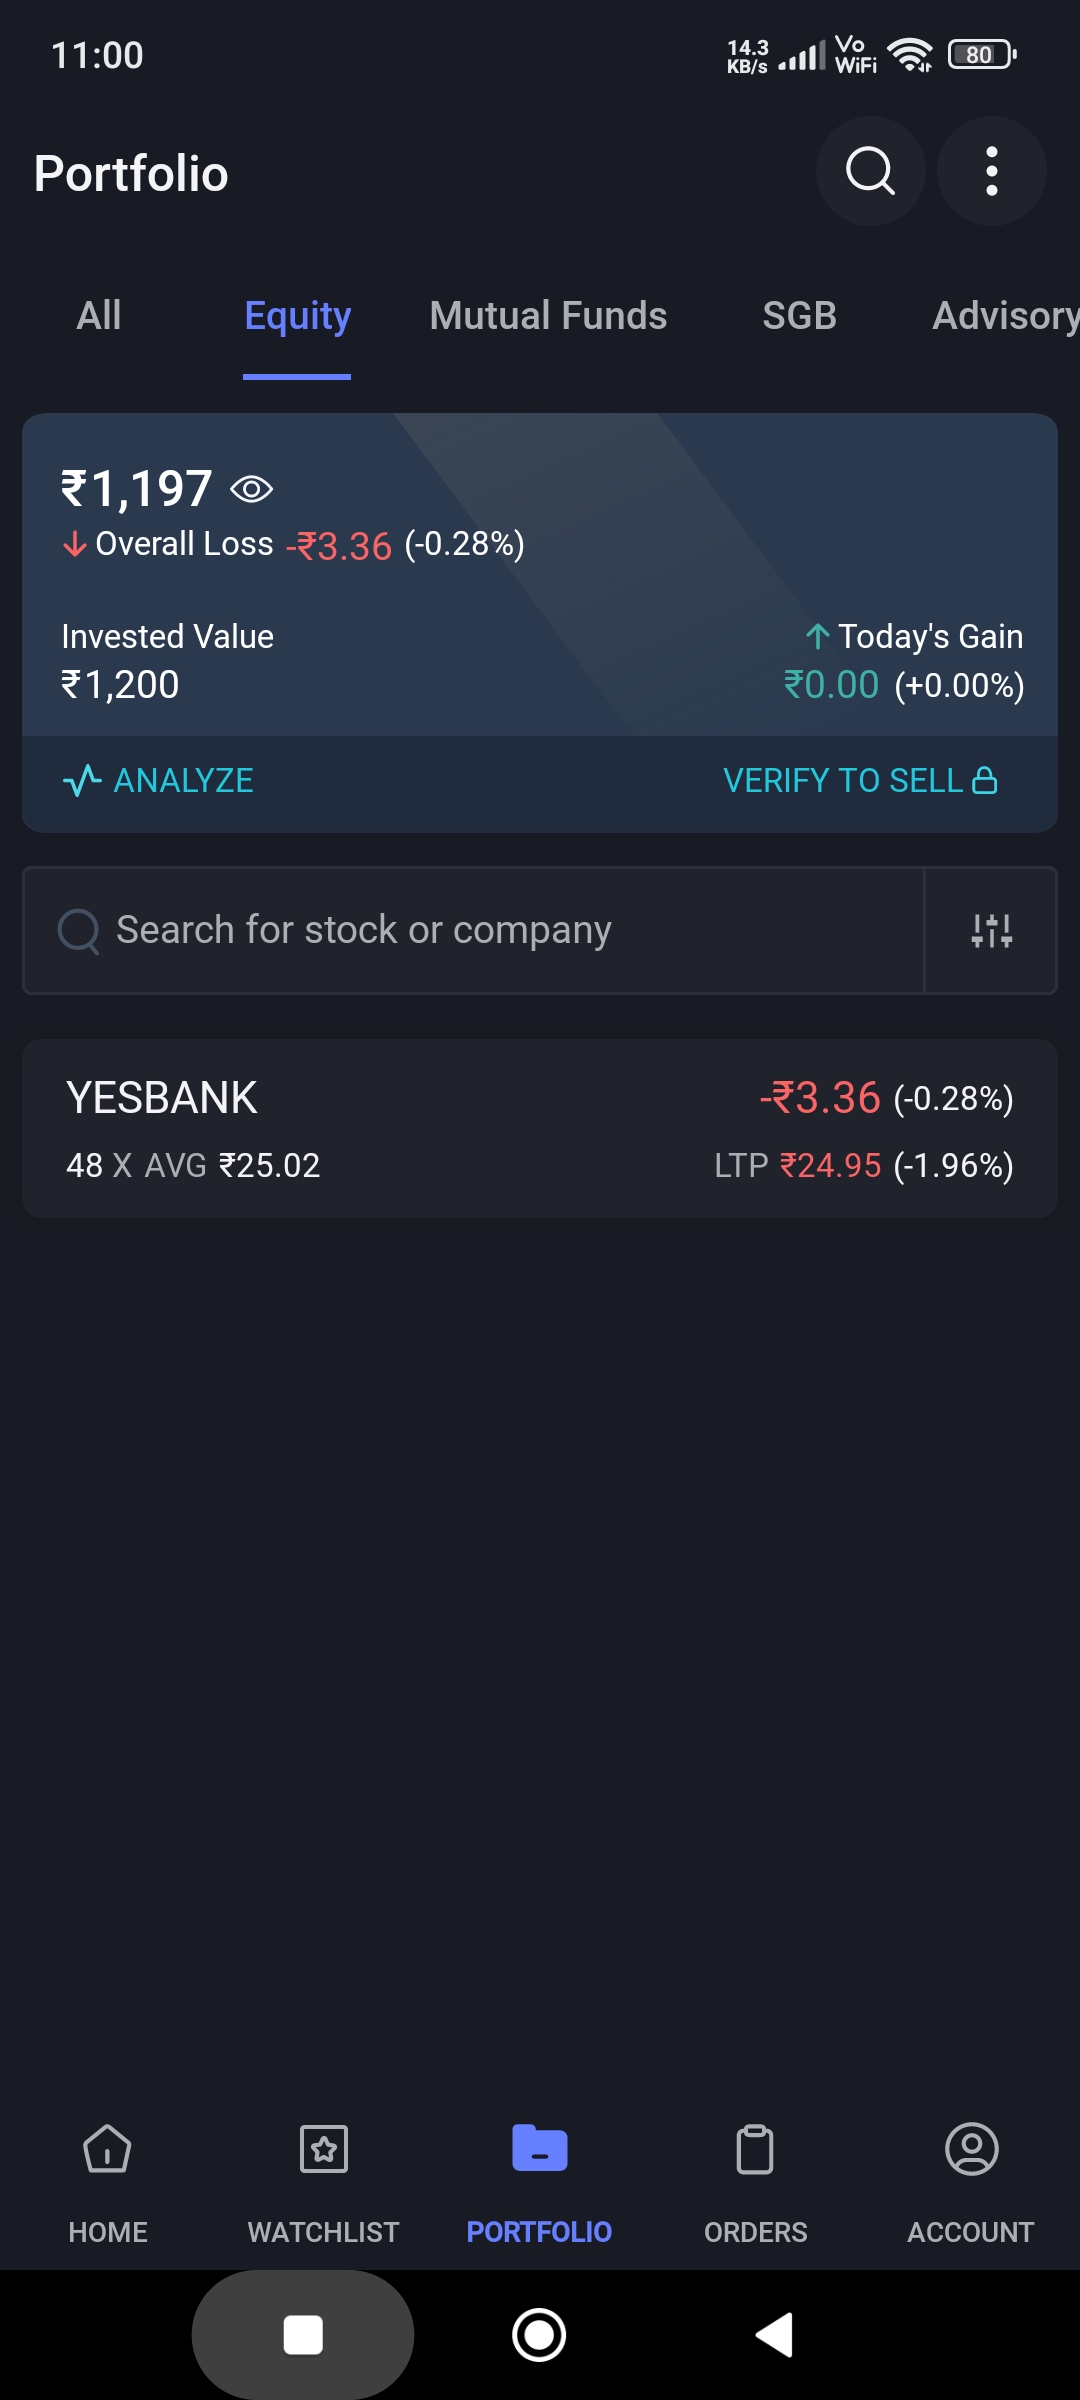 11:00 14.3 KB/s Vo WiFi 80
Portfolio
All Equity Mutual Funds SGB Advisory
₹1,197
Overall Loss -₹3.36 (-0.28%)
Invested Value Today's Gain
₹1,200 ₹0.00 (+0.00%)
ANALYZE VERIFY TO SELL
Search for stock or company
YESBANK -₹3.36 (-0.28%)
48 X AVG ₹25.02 LTP ₹24.95 (-1.96%)
HOME WATCHLIST PORTFOLIO ORDERS ACCOUNT